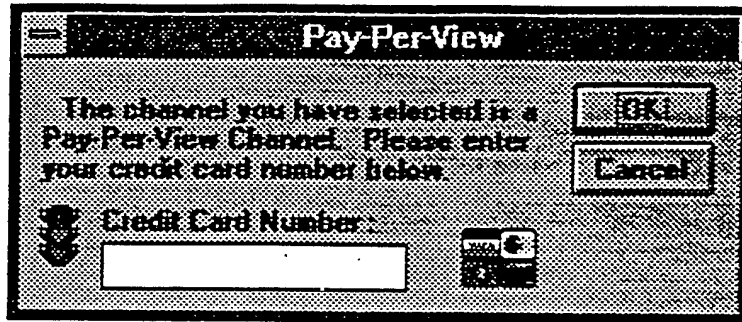 Pay-Per-View
The channel you have selected is a
Pay-Per-View Channel. Please enter
your credit card number below.
OK
Cancel
Credit Card Number:
VISA